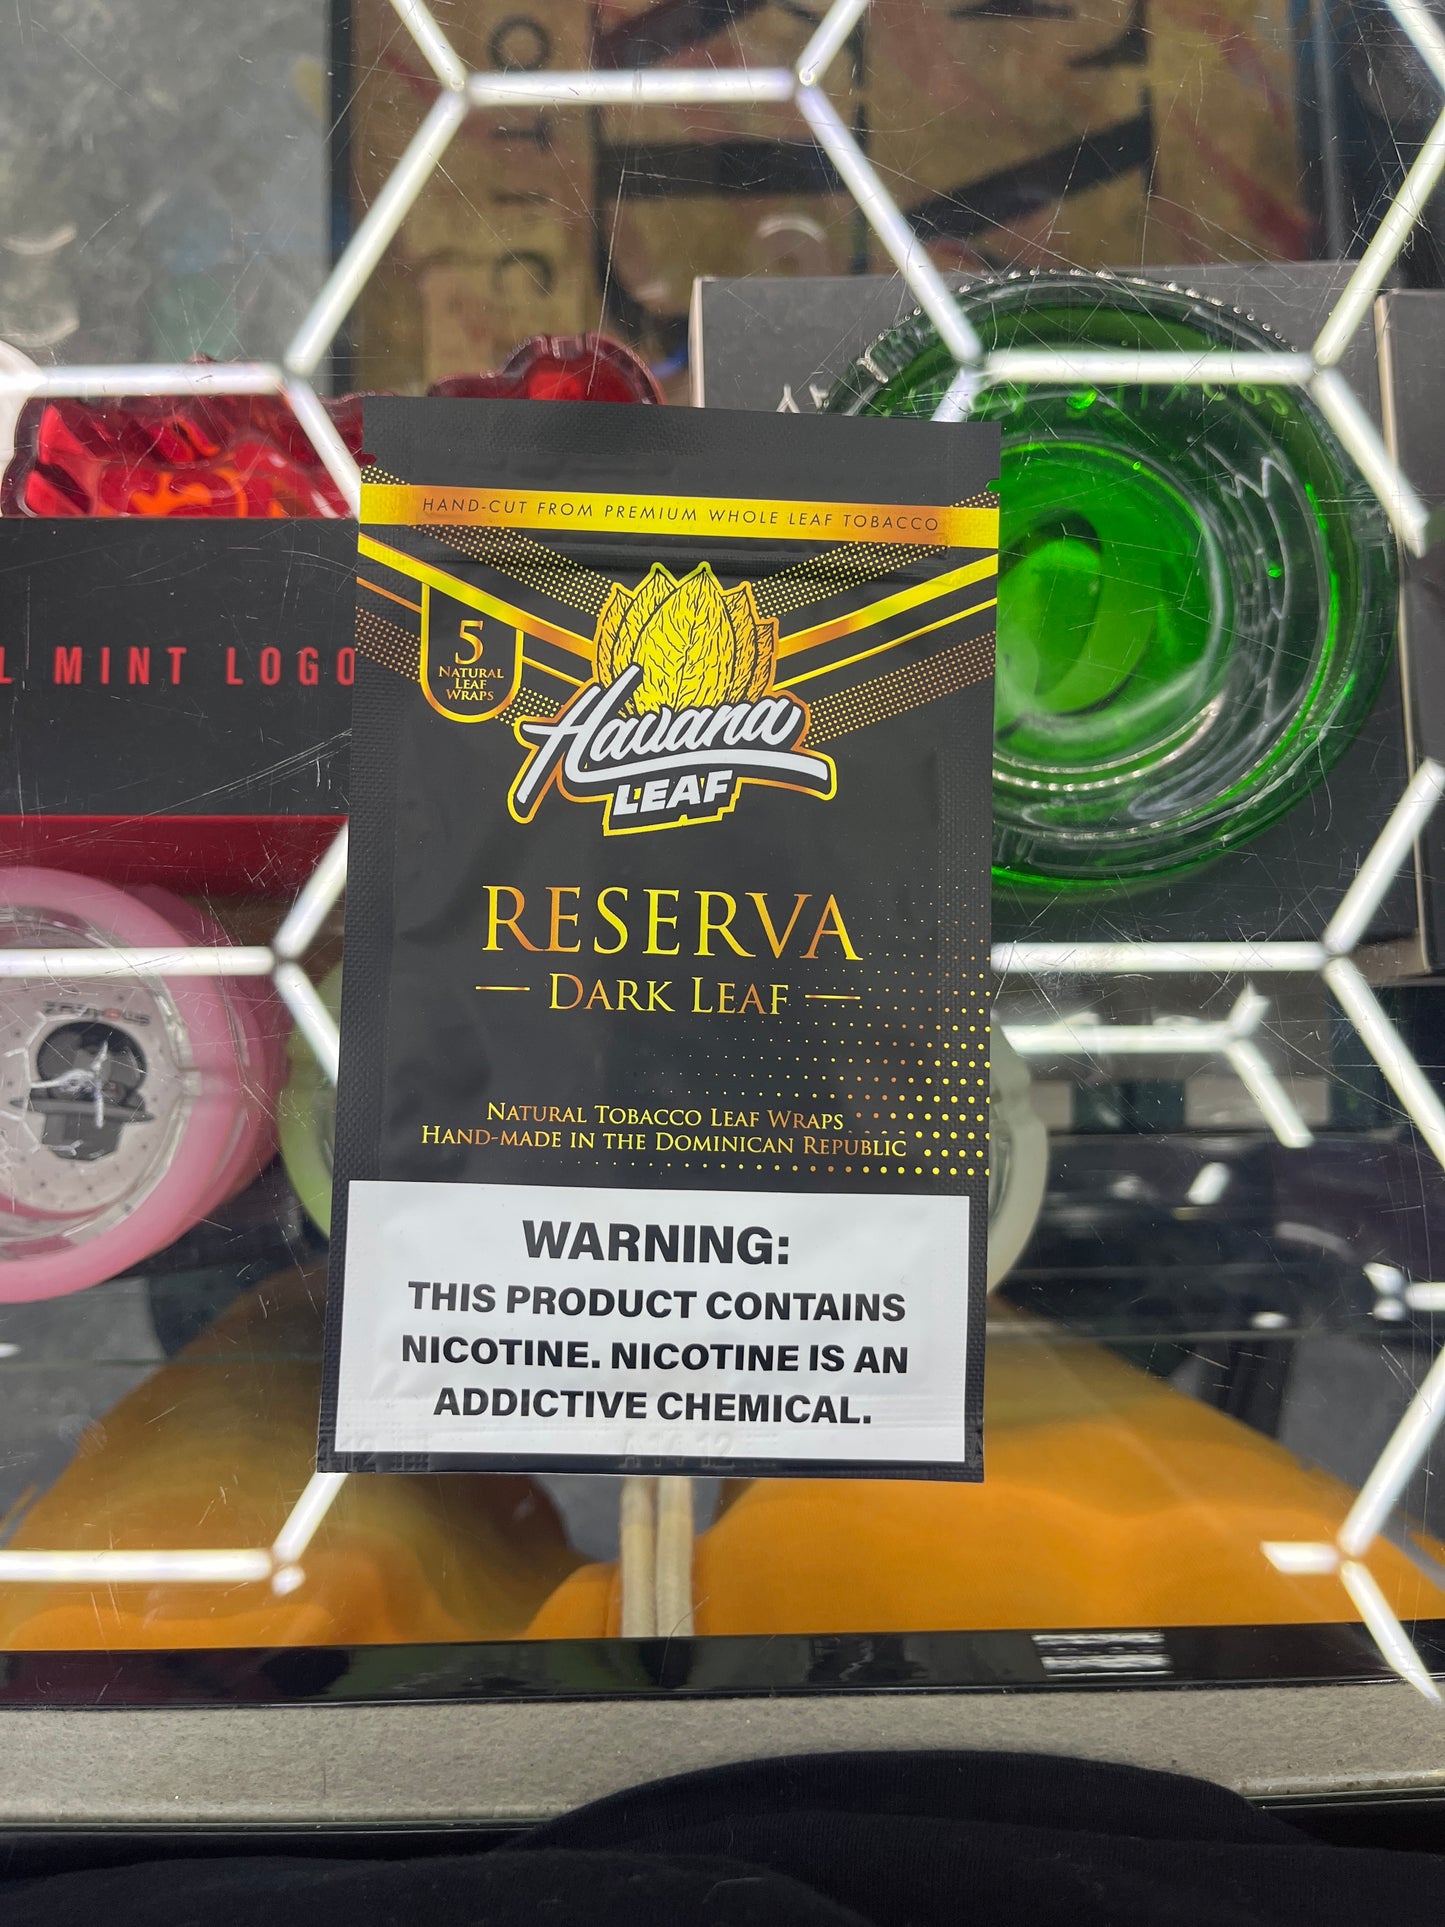 HAND-CUT FROM PREMIUM WHOLE LEAF TOBACCO
5
NATURAL
LEAF
WRAPS
Havana
LEAF
RESERVA
DARK LEAF
NATURAL TOBACCO LEAF WRAPS
HAND-MADE IN THE DOMINICAN REPUBLIC
WARNING:
THIS PRODUCT CONTAINS
NICOTINE. NICOTINE IS AN
ADDICTIVE CHEMICAL.
A14 12
L MINT LOGO